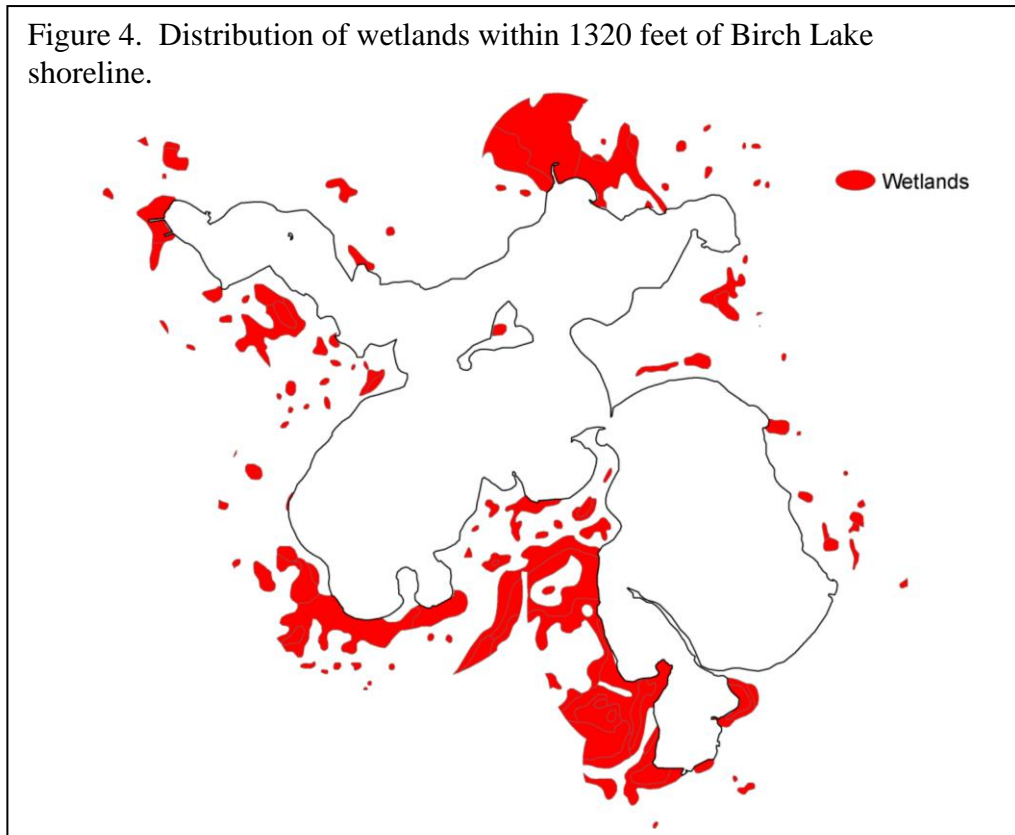 Figure 4.  Distribution of wetlands within 1320 feet of Birch Lake
shoreline.
Wetlands